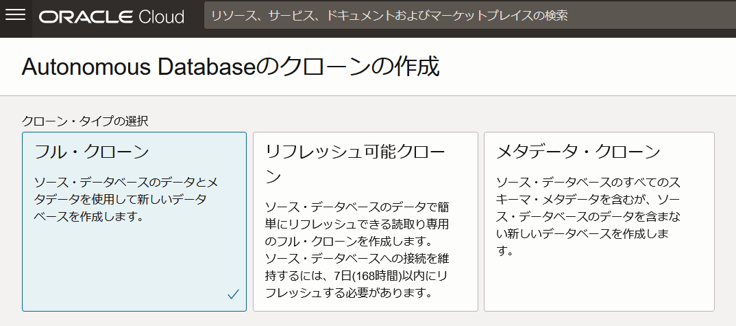 ORACLE Cloud
リソース、サービス、ドキュメントおよびマーケットプレイスの検索
Autonomous Databaseのクローンの作成
クローン・タイプの選択
フル・クローン
ソース・データベースのデータとメ
タデータを使用して新しいデータ
ベースを作成します。
リフレッシュ可能クロー
ン
ソース・データベースのデータで簡
単にリフレッシュできる読取り専用
のフル・クローンを作成します。
ソース・データベースへの接続を維
持するには、7日(168時間)以内にリ
フレッシュする必要があります。
メタデータ・クローン
ソース・データベースのすべてのス
キーマ・メタデータを含むが、ソー
ス・データベースのデータを含まな
い新しいデータベースを作成しま
す。